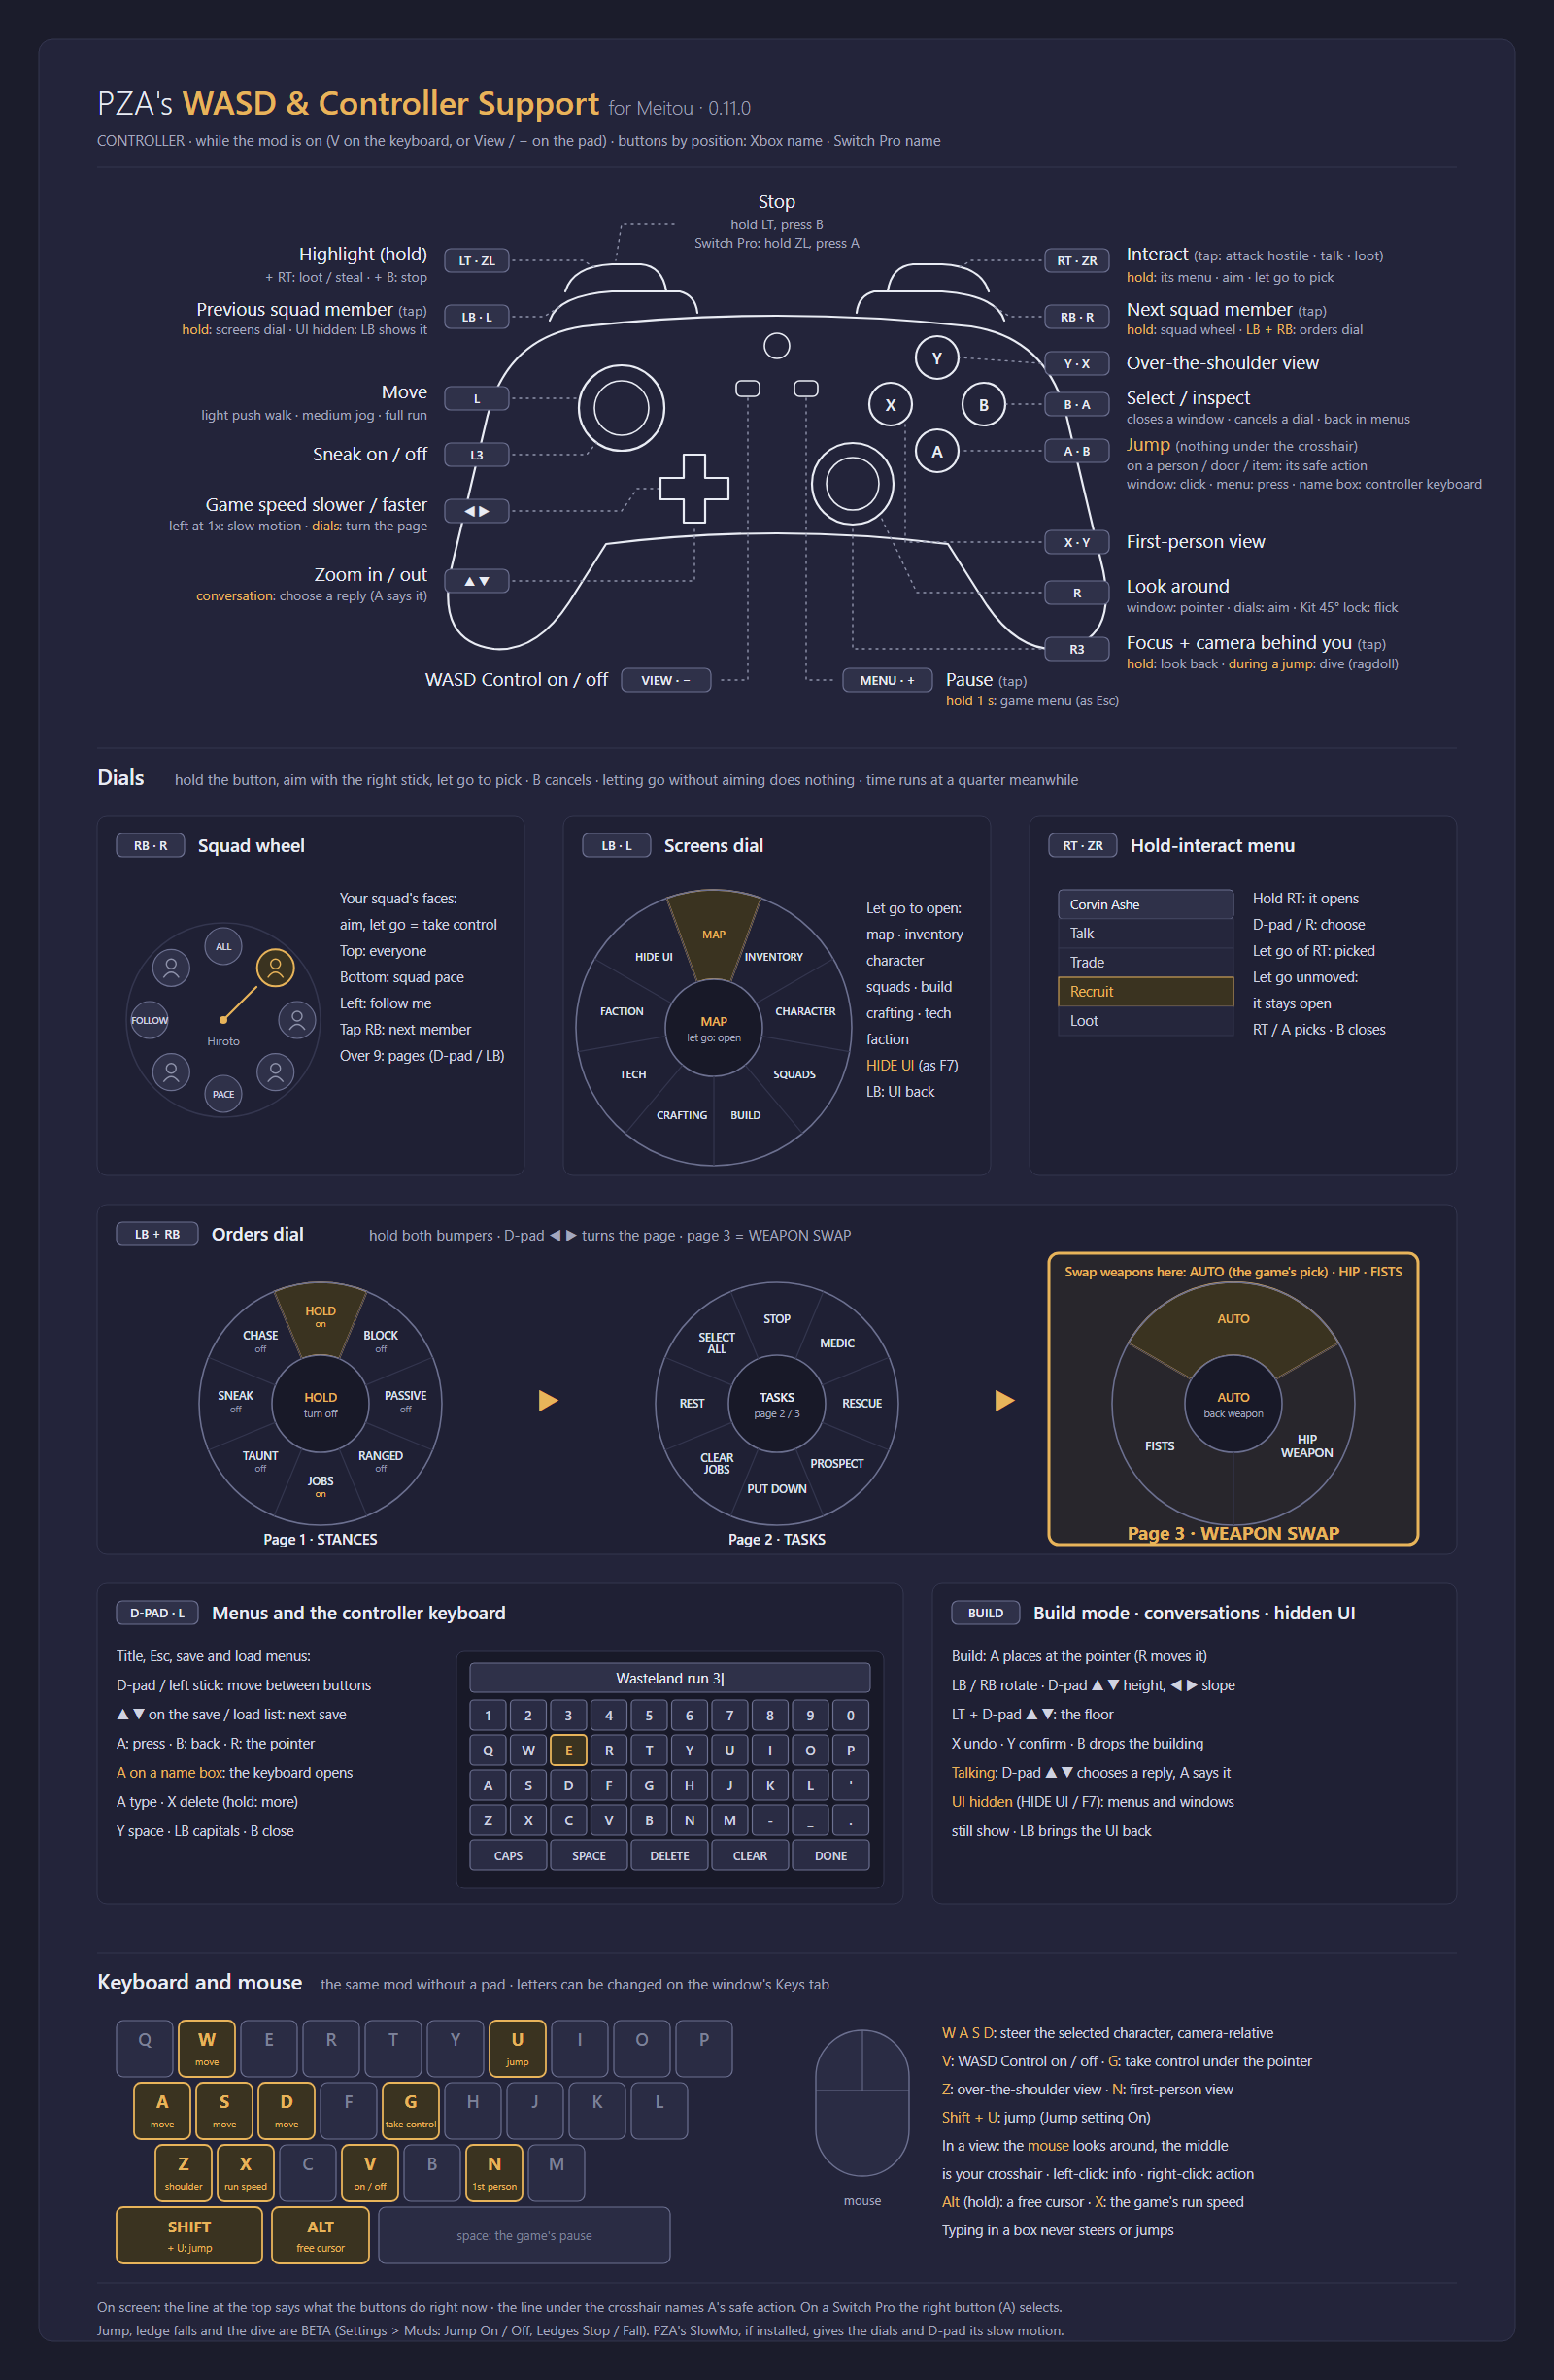 PZA's WASD & Controller Support for Meitou · 0.11.0
CONTROLLER · while the mod is on (V on the keyboard, or View / − on the pad) · buttons by position: Xbox name · Switch Pro name
Stop
hold LT, press B
Switch Pro: hold ZL, press A
Highlight (hold)
+ RT: loot / steal · + B: stop
LT · ZL
Previous squad member (tap)
hold: screens dial · UI hidden: LB shows it
LB · L
Move
light push walk · medium jog · full run
L
Sneak on / off
L3
Game speed slower / faster
left at 1x: slow motion · dials: turn the page
◀ ▶
Zoom in / out
conversation: choose a reply (A says it)
▲ ▼
WASD Control on / off
VIEW · −
Y
X
B
A
RT · ZR
Interact (tap: attack hostile · talk · loot)
hold: its menu · aim · let go to pick
RB · R
Next squad member (tap)
hold: squad wheel · LB + RB: orders dial
Y · X
Over-the-shoulder view
B · A
Select / inspect
closes a window · cancels a dial · back in menus
A · B
Jump (nothing under the crosshair)
on a person / door / item: its safe action
window: click · menu: press · name box: controller keyboard
X · Y
First-person view
R
Look around
window: pointer · dials: aim · Kit 45° lock: flick
R3
Focus + camera behind you (tap)
hold: look back · during a jump: dive (ragdoll)
MENU · +
Pause (tap)
hold 1 s: game menu (as Esc)
Dials
hold the button, aim with the right stick, let go to pick · B cancels · letting go without aiming does nothing · time runs at a quarter meanwhile
RB · R
Squad wheel
ALL
FOLLOW
Hiroto
PACE
Your squad's faces:
aim, let go = take control
Top: everyone
Bottom: squad pace
Left: follow me
Tap RB: next member
Over 9: pages (D-pad / LB)
LB · L
Screens dial
MAP
HIDE UI
INVENTORY
FACTION
CHARACTER
MAP
let go: open
TECH
SQUADS
CRAFTING
BUILD
Let go to open:
map · inventory
character
squads · build
crafting · tech
faction
HIDE UI (as F7)
LB: UI back
RT · ZR
Hold-interact menu
Corvin Ashe
Talk
Trade
Recruit
Loot
Hold RT: it opens
D-pad / R: choose
Let go of RT: picked
Let go unmoved:
it stays open
RT / A picks · B closes
LB + RB
Orders dial
hold both bumpers · D-pad ◀ ▶ turns the page · page 3 = WEAPON SWAP
HOLD
on
CHASE
off
BLOCK
off
SNEAK
off
HOLD
turn off
PASSIVE
off
TAUNT
off
RANGED
off
JOBS
on
Page 1 · STANCES
STOP
SELECT
ALL
MEDIC
REST
TASKS
page 2 / 3
RESCUE
CLEAR
JOBS
PROSPECT
PUT DOWN
Page 2 · TASKS
Swap weapons here: AUTO (the game's pick) · HIP · FISTS
AUTO
AUTO
back weapon
FISTS
HIP
WEAPON
Page 3 · WEAPON SWAP
D-PAD · L
Menus and the controller keyboard
Title, Esc, save and load menus:
D-pad / left stick: move between buttons
▲ ▼ on the save / load list: next save
A: press · B: back · R: the pointer
A on a name box: the keyboard opens
A type · X delete (hold: more)
Y space · LB capitals · B close
Wasteland run 3|
1 2 3 4 5 6 7 8 9 0
Q W E R T Y U I O P
A S D F G H J K L '
Z X C V B N M - _ .
CAPS SPACE DELETE CLEAR DONE
BUILD
Build mode · conversations · hidden UI
Build: A places at the pointer (R moves it)
LB / RB rotate · D-pad ▲ ▼ height, ◀ ▶ slope
LT + D-pad ▲ ▼: the floor
X undo · Y confirm · B drops the building
Talking: D-pad ▲ ▼ chooses a reply, A says it
UI hidden (HIDE UI / F7): menus and windows
still show · LB brings the UI back
Keyboard and mouse
the same mod without a pad · letters can be changed on the window's Keys tab
Q W E R T Y U I O P
move jump
A S D F G H J K L
move move move take control
Z X C V B N M
shoulder run speed on / off 1st person
SHIFT ALT
+ U: jump free cursor space: the game's pause
mouse
W A S D: steer the selected character, camera-relative
V: WASD Control on / off · G: take control under the pointer
Z: over-the-shoulder view · N: first-person view
Shift + U: jump (Jump setting On)
In a view: the mouse looks around, the middle
is your crosshair · left-click: info · right-click: action
Alt (hold): a free cursor · X: the game's run speed
Typing in a box never steers or jumps
On screen: the line at the top says what the buttons do right now · the line under the crosshair names A's safe action. On a Switch Pro the right button (A) selects.
Jump, ledge falls and the dive are BETA (Settings > Mods: Jump On / Off, Ledges Stop / Fall). PZA's SlowMo, if installed, gives the dials and D-pad its slow motion.